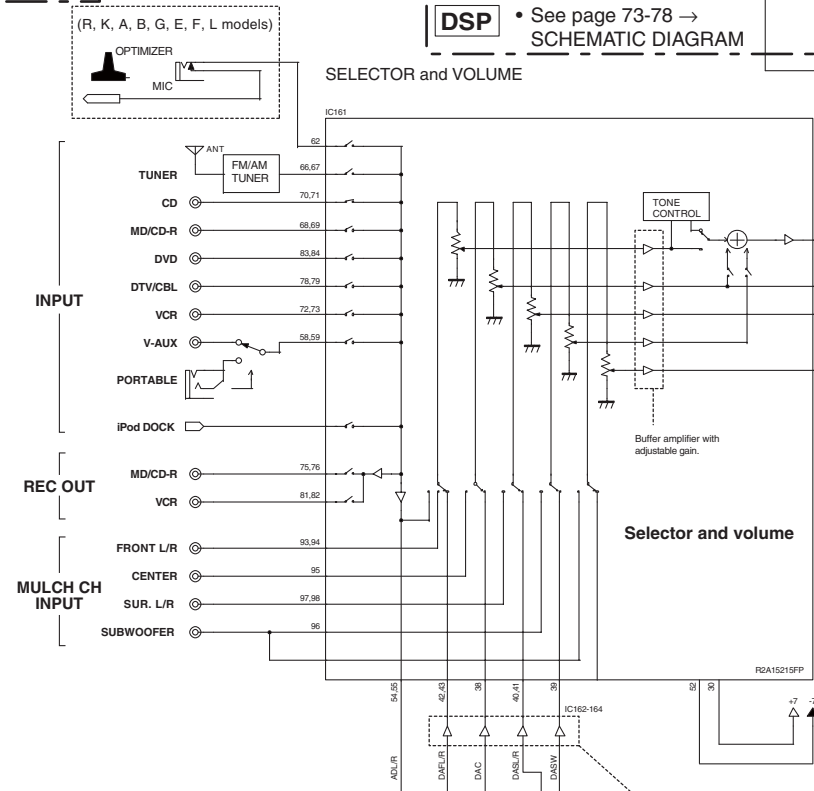 (R, K, A, B, G, E, F, L models)
OPTIMIZER
MIC
DSP
• See page 73-78 →
SCHEMATIC DIAGRAM
SELECTOR and VOLUME
IC161
62
ANT
FM/AM
TUNER
TUNER
66,67
CD
70,71
MD/CD-R
68,69
DVD
83,84
DTV/CBL
78,79
VCR
72,73
V-AUX
58,59
PORTABLE
iPod DOCK
INPUT
TONE
CONTROL
Buffer amplifier with
adjustable gain.
REC OUT
MD/CD-R
75,76
VCR
81,82
Selector and volume
MULCH CH
INPUT
FRONT L/R
93,94
CENTER
95
SUR. L/R
97,98
SUBWOOFER
96
R2A15215FP
54,55
42,43
38
40,41
39
52
30
IC162-164
+7
-7
ADL/R
DAFL/R
DAC
DASL/R
DASW